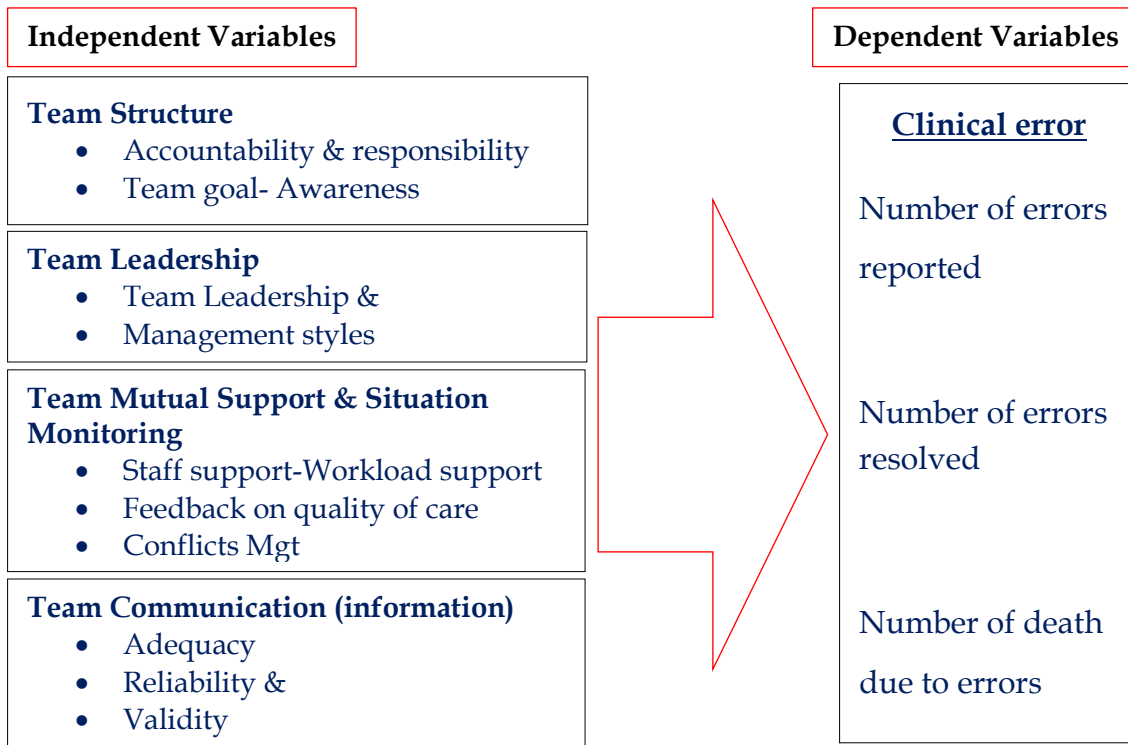 Independent Variables
Team Structure
• Accountability & responsibility
• Team goal- Awareness
Team Leadership
• Team Leadership &
• Management styles
Team Mutual Support & Situation
Monitoring
• Staff support-Workload support
• Feedback on quality of care
• Conflicts Mgt
Team Communication (information)
• Adequacy
• Reliability &
• Validity
Dependent Variables
Clinical error
Number of errors
reported
Number of errors
resolved
Number of death
due to errors